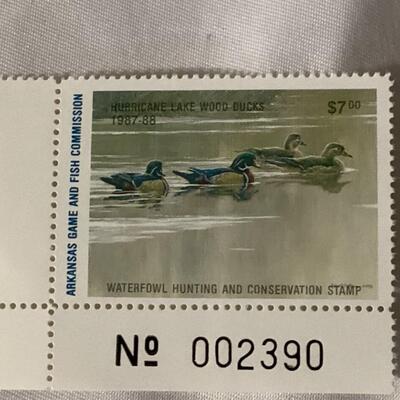 ARKANSAS GAME AND FISH COMMISSION
HURRICANE LAKE WOOD DUCKS
1987-88
$7.00
WATERFOWL HUNTING AND CONSERVATION STAMP
Nº 002390